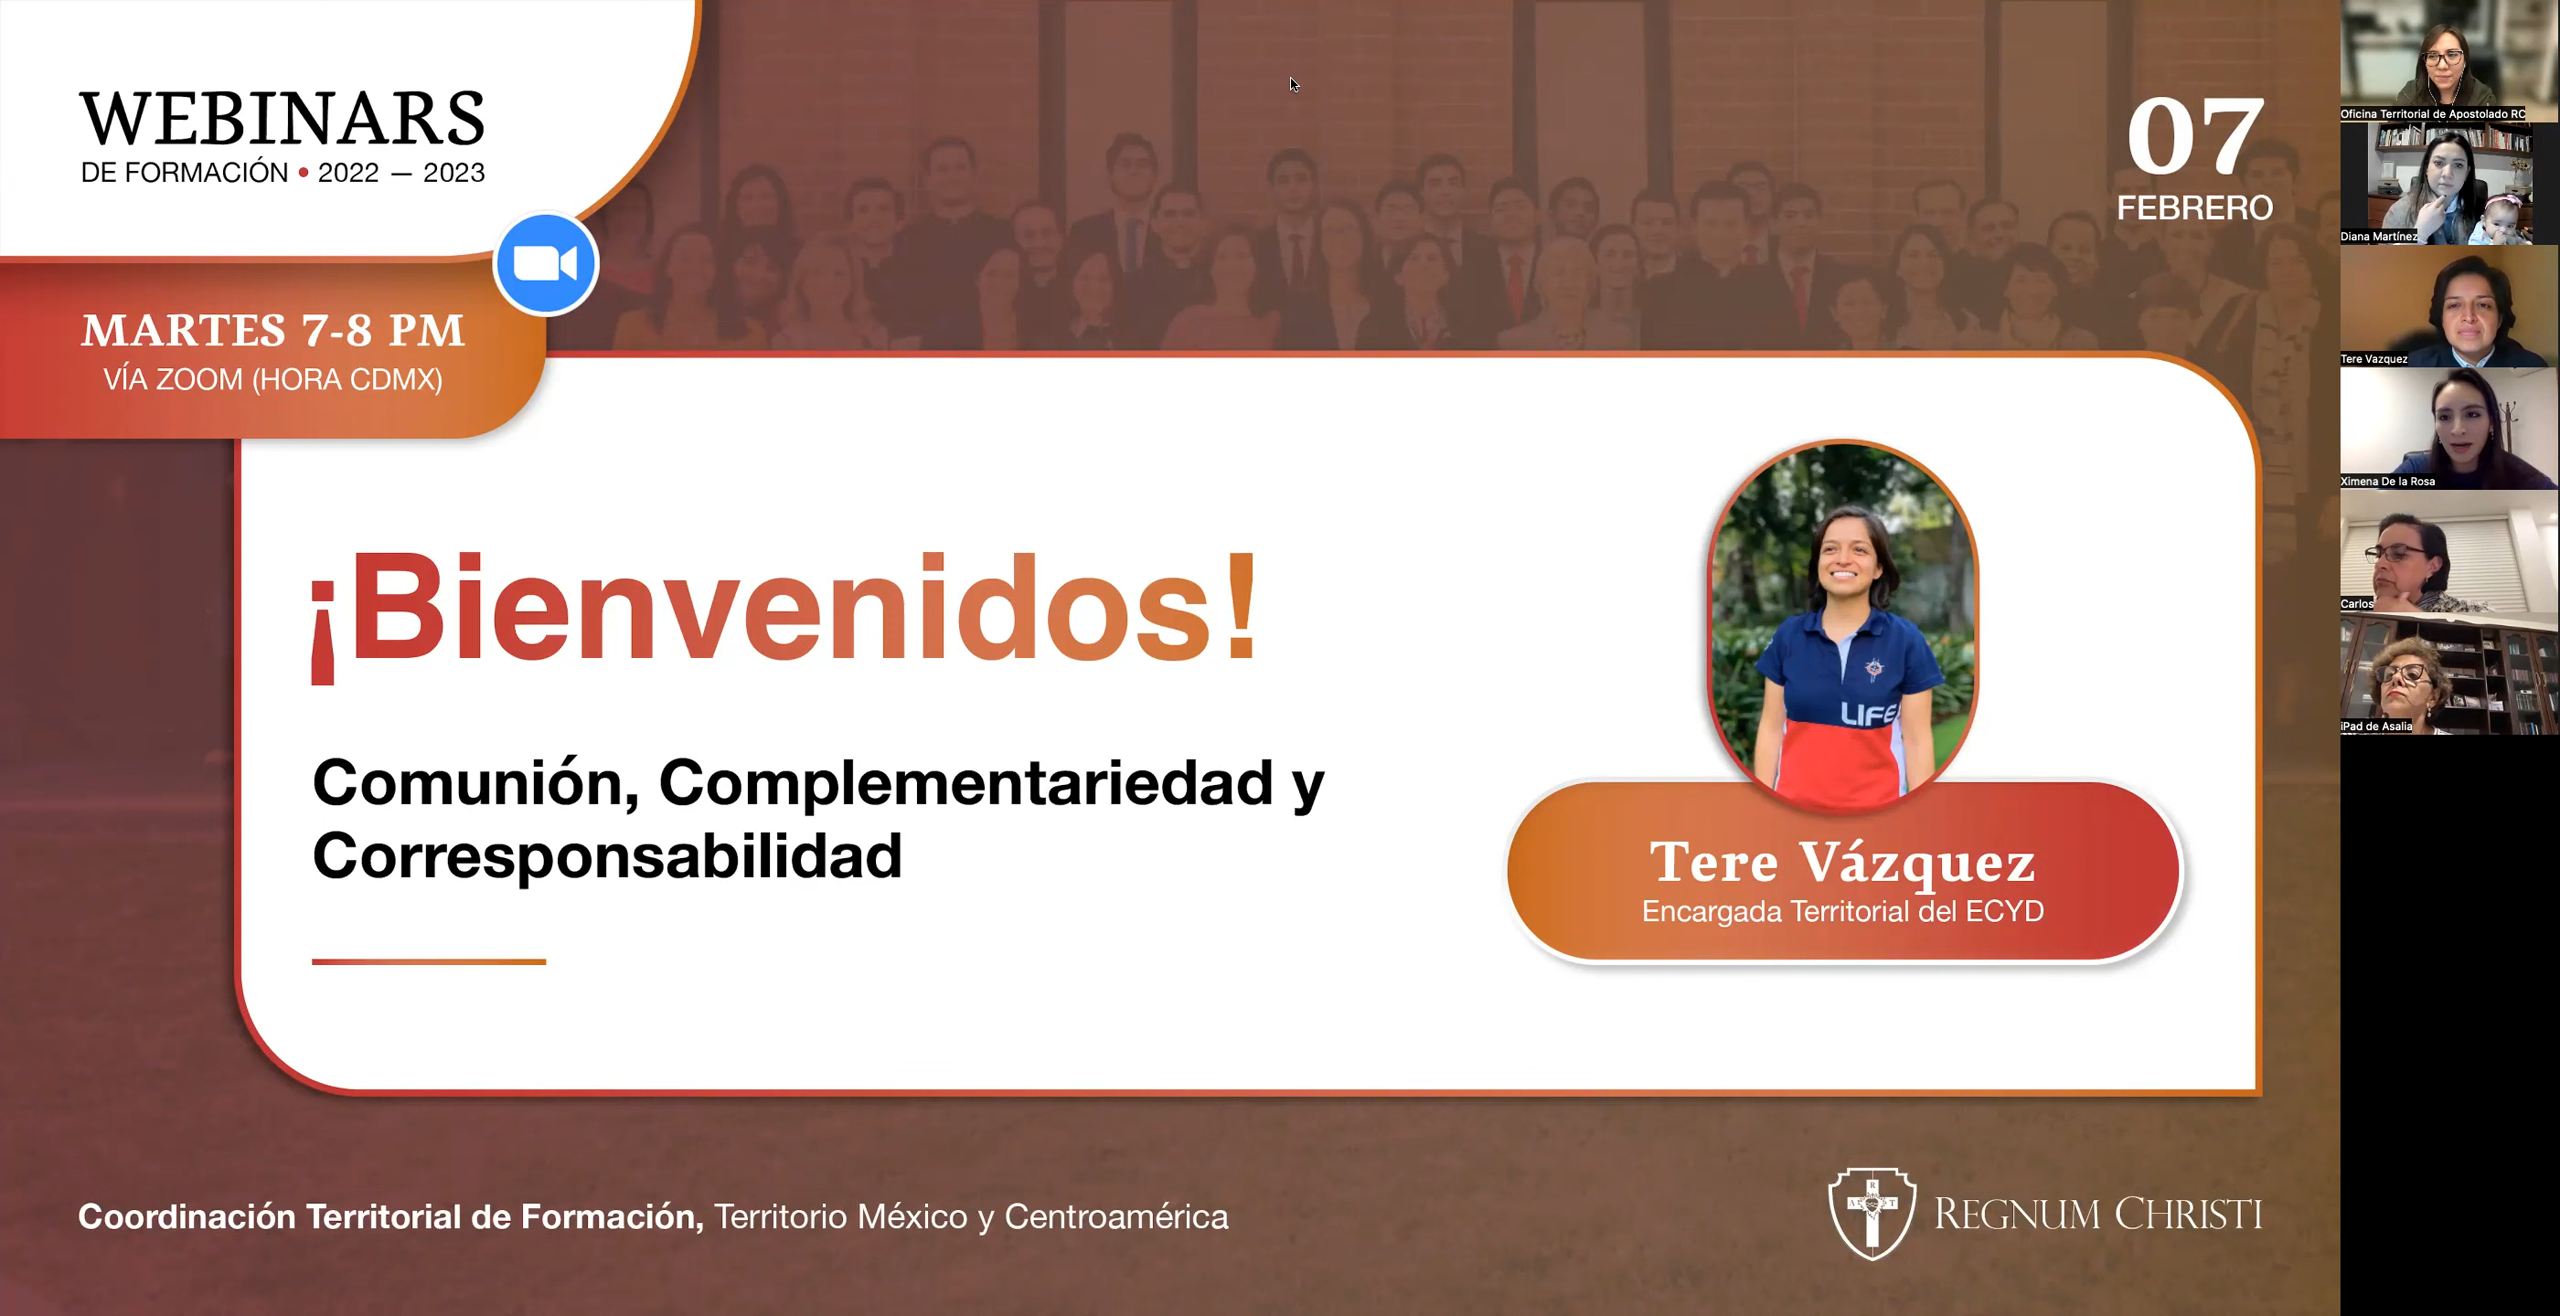 WEBINARS
DE FORMACIÓN • 2022 — 2023
MARTES 7-8 PM
VÍA ZOOM (HORA CDMX)
07
FEBRERO
¡Bienvenidos!
Comunión, Complementariedad y
Corresponsabilidad
LIFE
Tere Vázquez
Encargada Territorial del ECYD
Coordinación Territorial de Formación, Territorio México y Centroamérica
REGNUM CHRISTI
Oficina Territorial de Apostolado RC
Diana Martínez
Tere Vazquez
Ximena De la Rosa
Carlos
iPad de Asalia